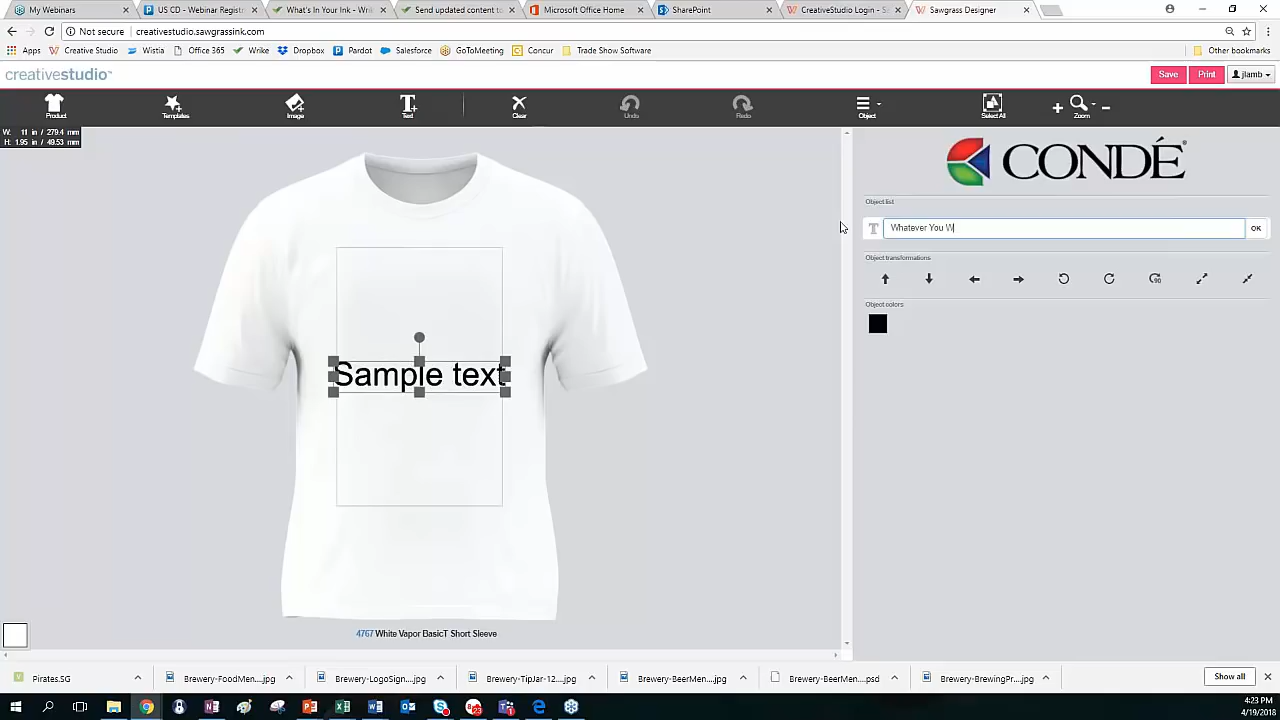 My Webinars
US CD - Webinar Registr
What's In Your Ink - Wri
Send updated content to
Microsoft Office Home
SharePoint
CreativeStudio Login - S
Sawgrass Designer
Not secure | creativestudio.sawgrassink.com
Apps
Creative Studio
Wistia
Office 365
Wrike
Dropbox
Pardot
Salesforce
GoToMeeting
Concur
Trade Show Software
Other bookmarks
creativestudio™
Save
Print
jlamb
Product
Templates
Image
Text
Clear
Undo
Redo
Object
Select All
Zoom
W: 11 in / 279.4 mm
H: 1.95 in / 49.53 mm
CONDÉ®
Object list
Whatever You W
OK
Object transformations
90
Object colors
Sample text
4767 White Vapor BasicT Short Sleeve
Pirates.SG
Brewery-FoodMen....jpg
Brewery-LogoSign....jpg
Brewery-TipJar-12...jpg
Brewery-BeerMen....jpg
Brewery-BeerMen....psd
Brewery-BrewingPr....jpg
Show all
4:23 PM
4/19/2018